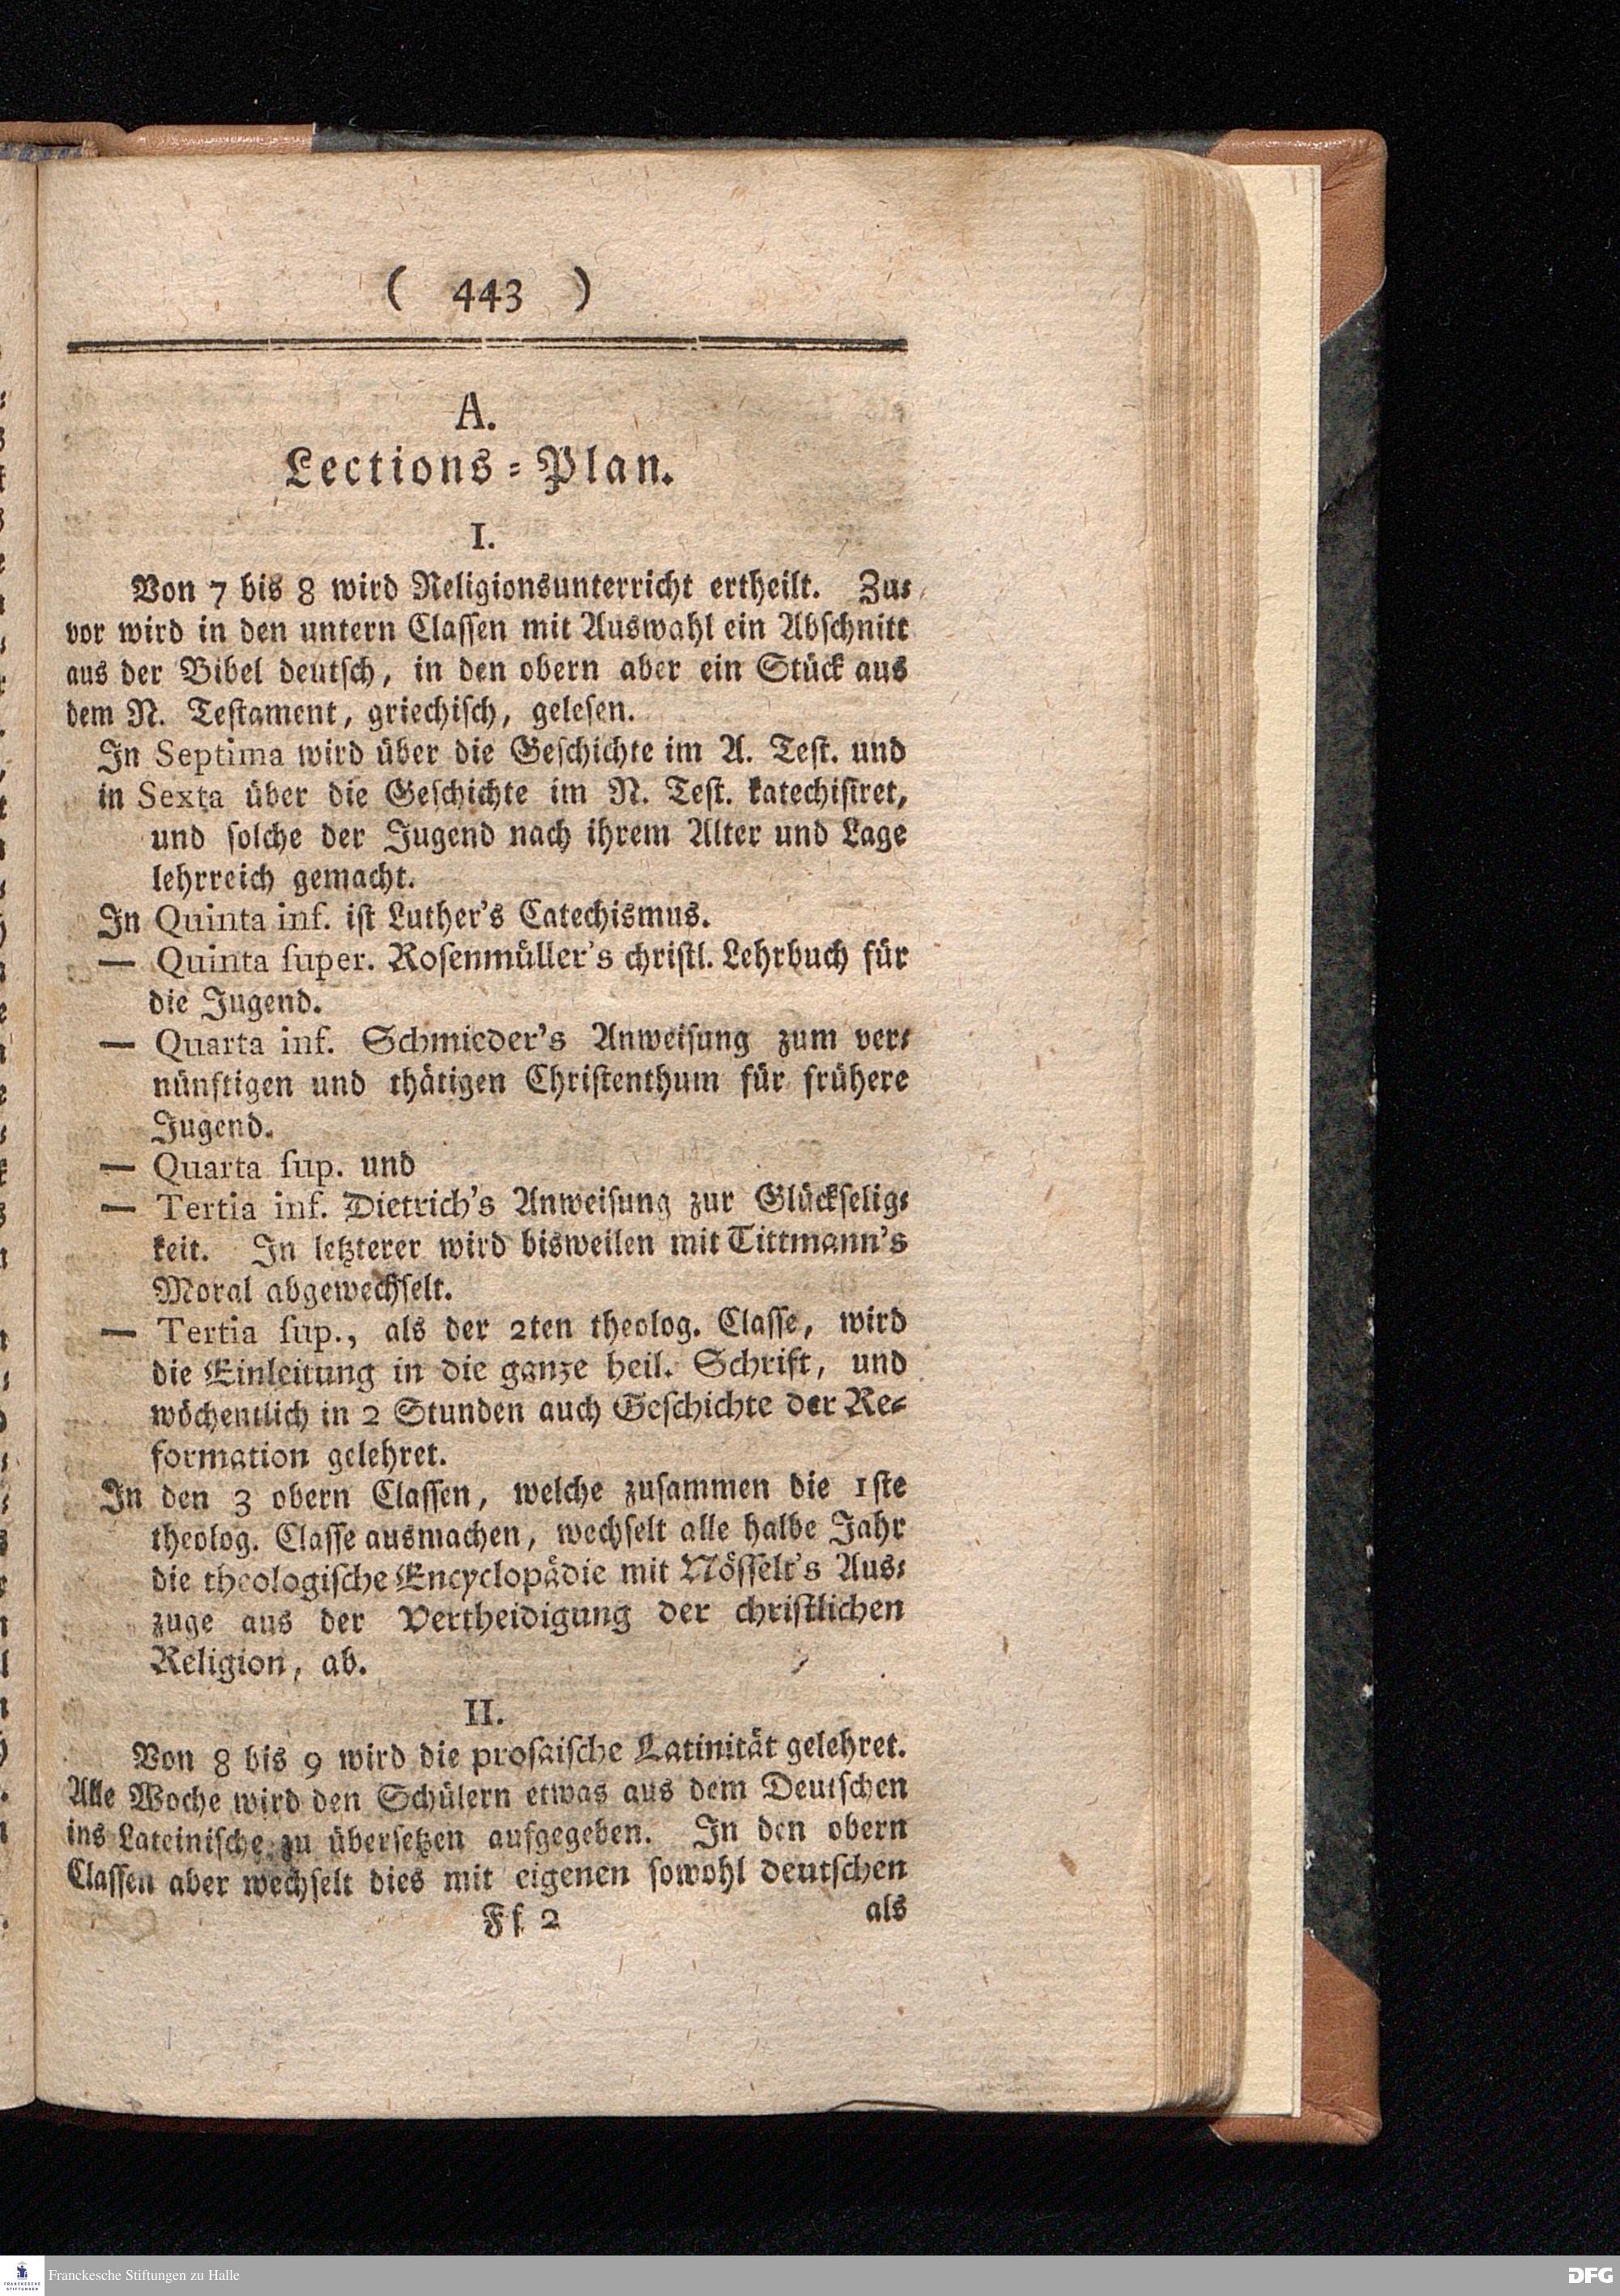 ( 443 )
A.
Lections-Plan.
I.
Von 7 bis 8 wird Religionsunterricht ertheilt. Zu-
vor wird in den untern Classen mit Auswahl ein Abschnitt
aus der Bibel deutsch, in den obern aber ein Stück aus
dem N. Testament, griechisch, gelesen.
In Septima wird über die Geschichte im A. Test. und
in Sexta über die Geschichte im N. Test. katechisiret,
und solche der Jugend nach ihrem Alter und Lage
lehrreich gemacht.
In Quinta inf. ist Luther's Catechismus.
— Quinta super. Rosenmüller's christl. Lehrbuch für
die Jugend.
— Quarta inf. Schmieder's Anweisung zum ver-
nünftigen und thätigen Christenthum für frühere
Jugend.
— Quarta sup. und
— Tertia inf. Dietrich's Anweisung zur Glückselig-
keit. In letzterer wird bisweilen mit Tittmann's
Moral abgewechselt.
— Tertia sup., als der 2ten theolog. Classe, wird
die Einleitung in die ganze heil. Schrift, und
wöchentlich in 2 Stunden auch Geschichte der Re-
formation gelehret.
In den 3 obern Classen, welche zusammen die 1ste
theolog. Classe ausmachen, wechselt alle halbe Jahr
die theologische Encyclopädie mit Nösselt's Aus-
zuge aus der Vertheidigung der christlichen
Religion, ab.
II.
Von 8 bis 9 wird die prosaische Latinität gelehret.
Alle Woche wird den Schülern etwas aus dem Deutschen
ins Lateinische zu übersetzen aufgegeben. In den obern
Classen aber wechselt dies mit eigenen sowohl deutschen
Ff 2 als
FRANCKESCHE STIFTUNGEN
Franckesche Stiftungen zu Halle
DFG